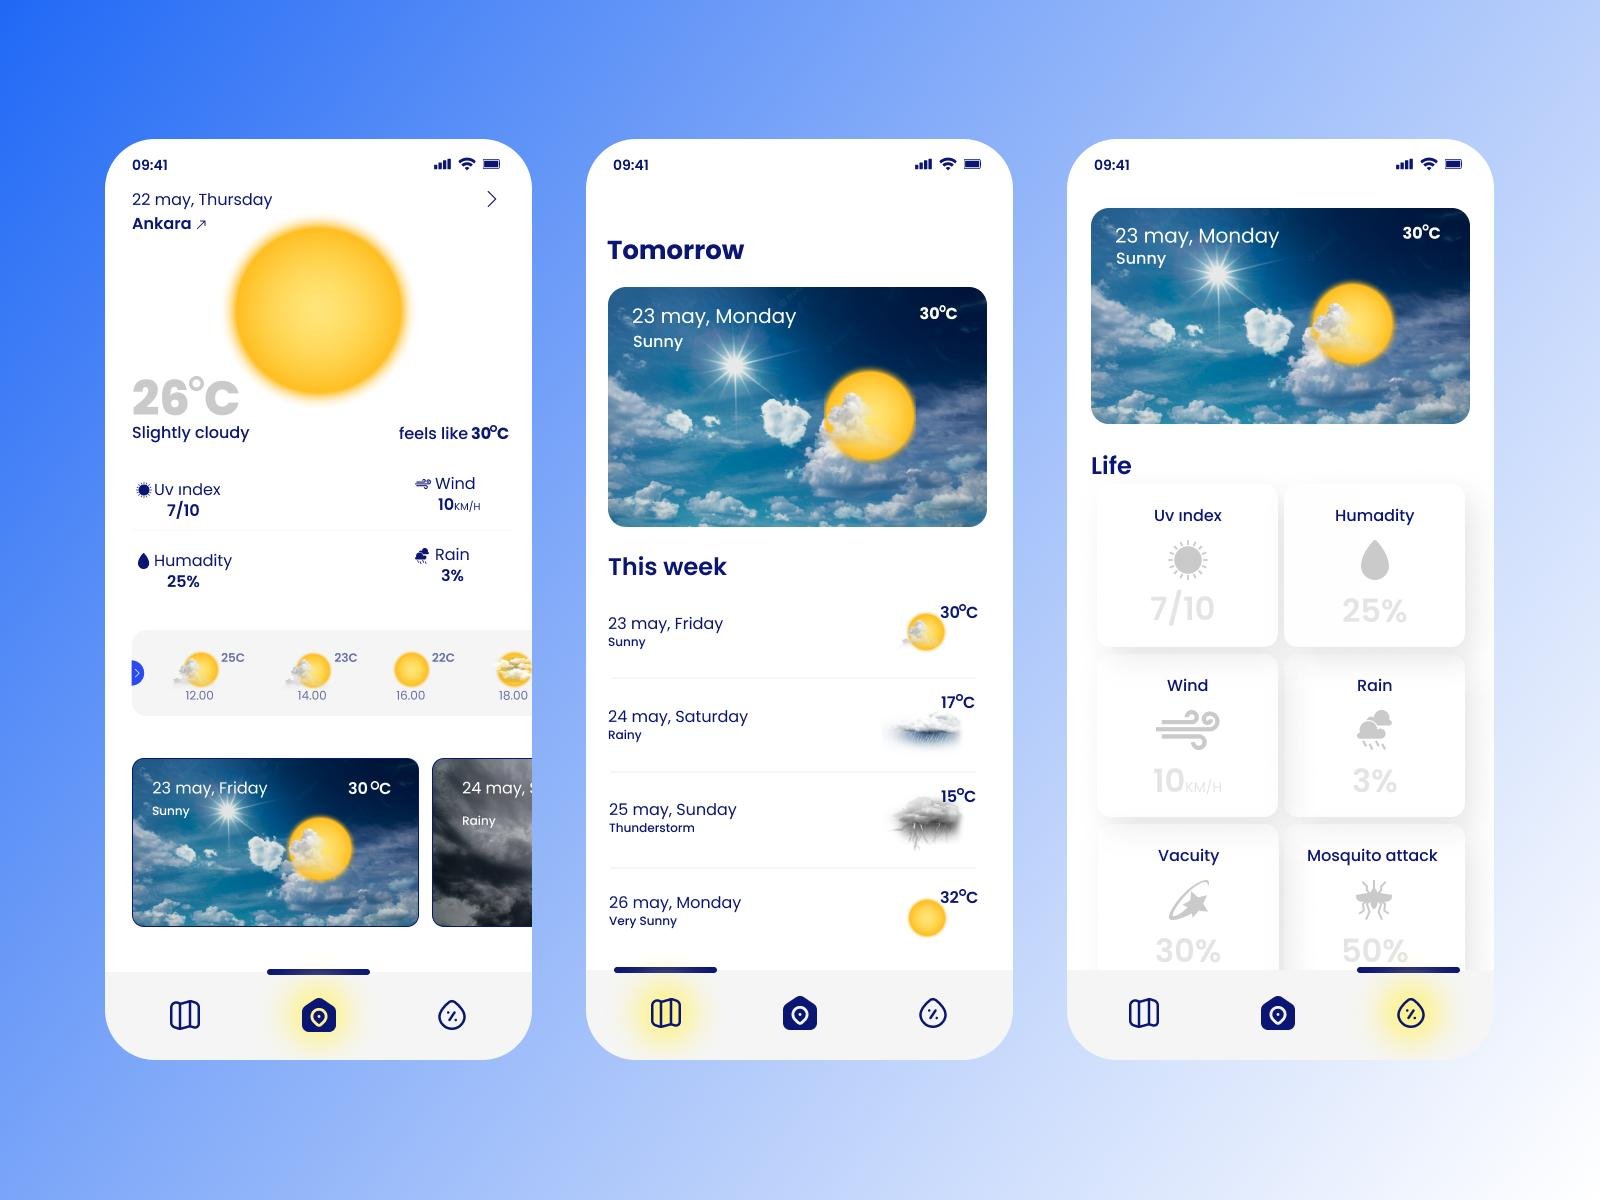 09:41
22 may, Thursday
Ankara
26°C
Slightly cloudy
feels like 30°C
Uv ındex
7/10
Wind
10KM/H
Humadity
25%
Rain
3%
25C
12.00
23C
14.00
22C
16.00
18.00
23 may, Friday
30 °C
Sunny
24 may, S
Rainy
09:41
Tomorrow
23 may, Monday
30°C
Sunny
This week
23 may, Friday
Sunny
30°C
24 may, Saturday
Rainy
17°C
25 may, Sunday
Thunderstorm
15°C
26 may, Monday
Very Sunny
32°C
09:41
23 may, Monday
30°C
Sunny
Life
Uv ındex
7/10
Humadity
25%
Wind
10KM/H
Rain
3%
Vacuity
30%
Mosquito attack
50%